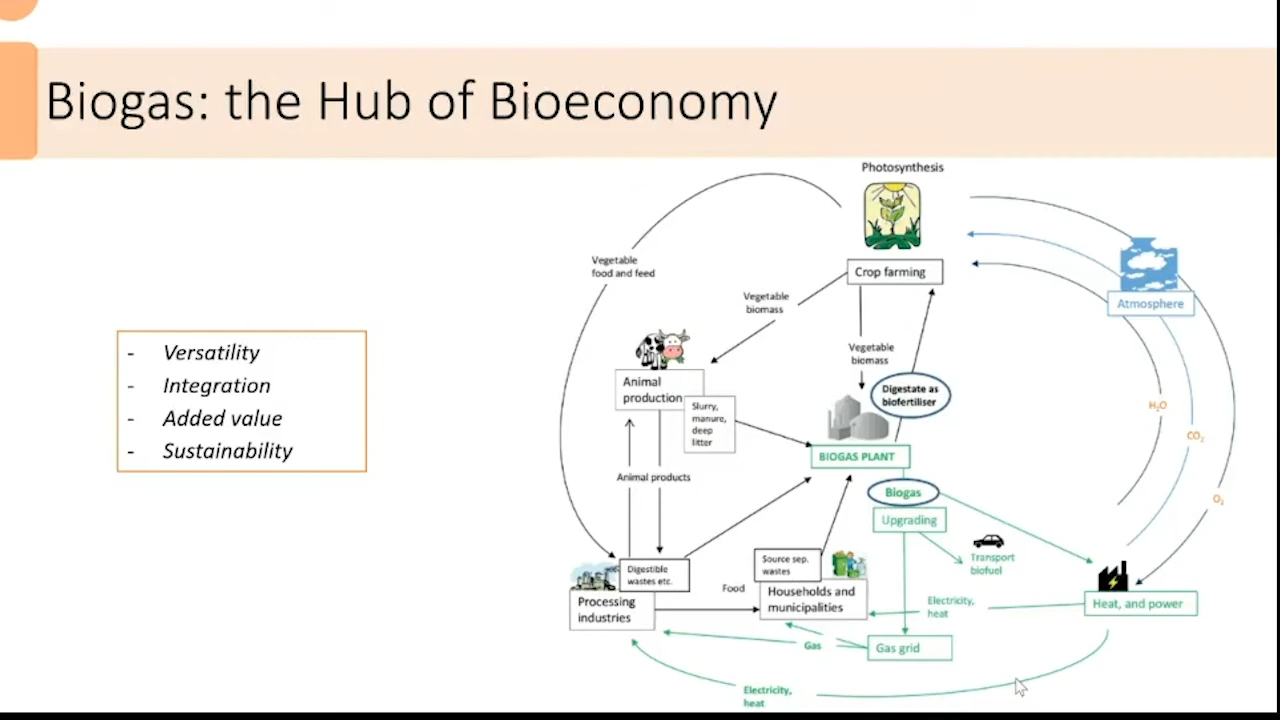 Biogas: the Hub of Bioeconomy
- Versatility
- Integration
- Added value
- Sustainability
Photosynthesis
Crop farming
Vegetable
food and feed
Vegetable
biomass
Vegetable
biomass
Atmosphere
Animal
production
Slurry,
manure,
deep
litter
Digestate as
biofertiliser
H₂O
CO₂
O₂
BIOGAS PLANT
Animal products
Biogas
Upgrading
Transport
biofuel
Digestible
wastes etc.
Source sep.
wastes
Processing
industries
Food
Households and
municipalities
Electricity,
heat
Heat, and power
Gas
Gas grid
Electricity,
heat